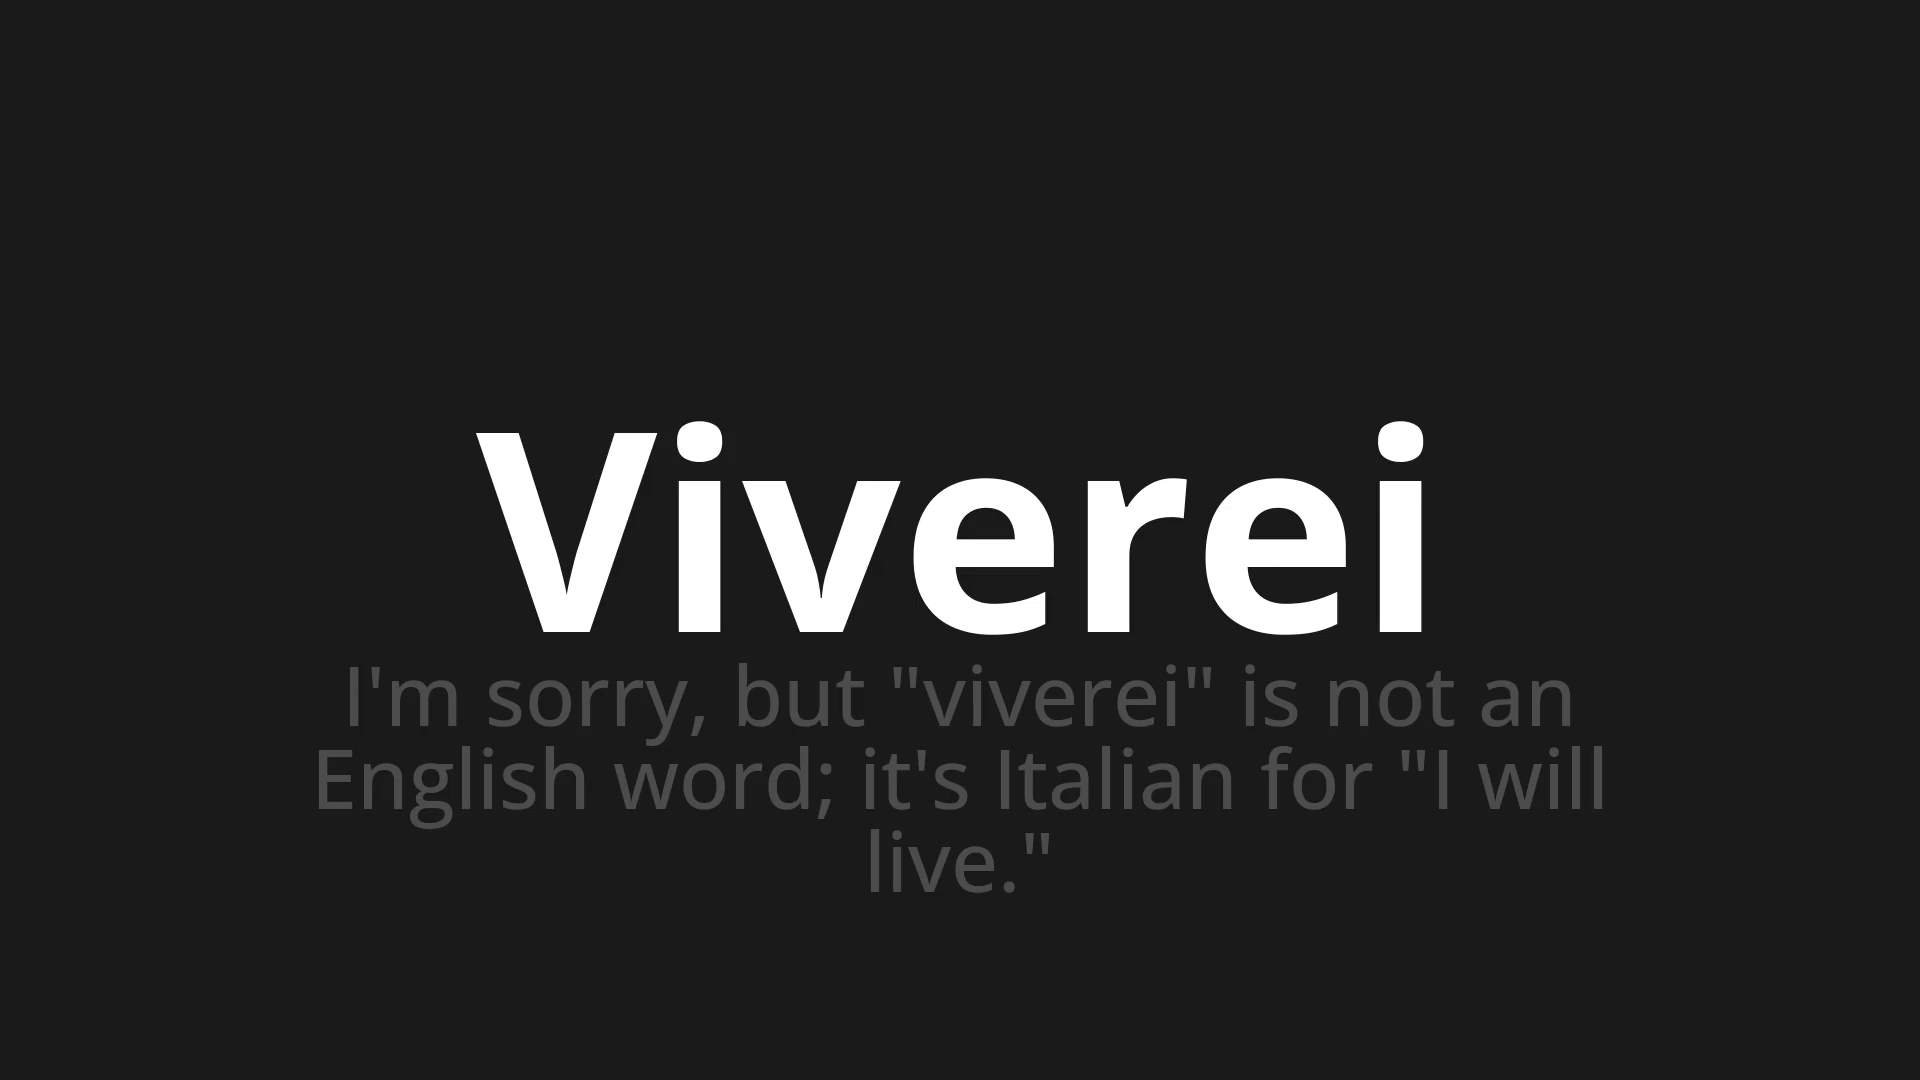 Viverei
I'm sorry, but "viverei" is not an
English word; it's Italian for "I will
live."